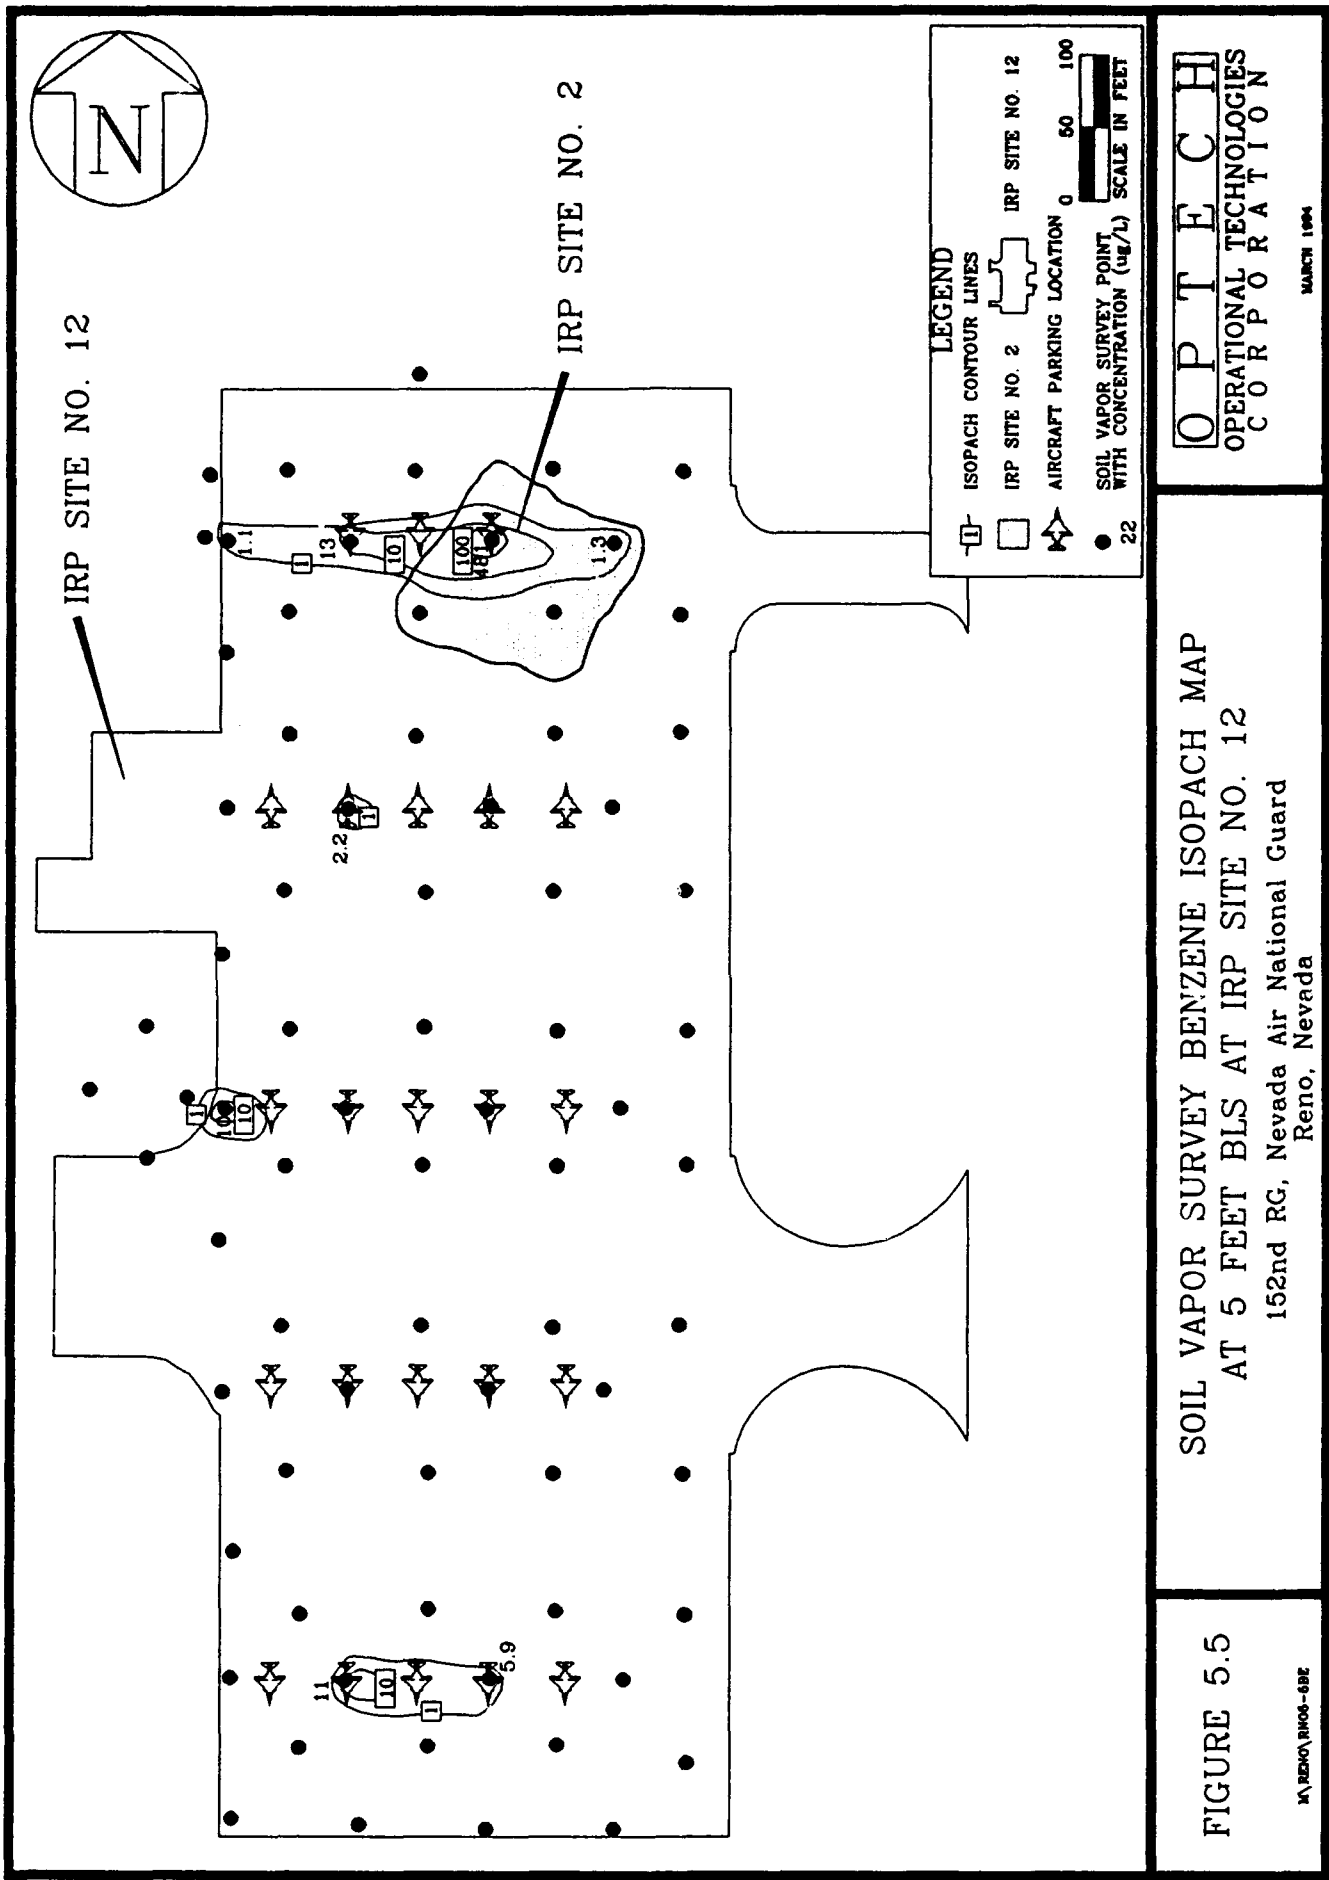 N
IRP SITE NO. 12
IRP SITE NO. 2
1.1
1
13
10
100
481
1.3
2.2
1
1
10
11
10
1
5.9
LEGEND
1 ISOPACH CONTOUR LINES
IRP SITE NO. 2
IRP SITE NO. 12
AIRCRAFT PARKING LOCATION
22
SOIL VAPOR SURVEY POINT
WITH CONCENTRATION (ug/L)
0 50 100
SCALE IN FEET
FIGURE 5.5
M\RENO\RN06-6BE
SOIL VAPOR SURVEY BENZENE ISOPACH MAP
AT 5 FEET BLS AT IRP SITE NO. 12
152nd RG, Nevada Air National Guard
Reno, Nevada
OPTECH
OPERATIONAL TECHNOLOGIES
CORPORATION
MARCH 1994